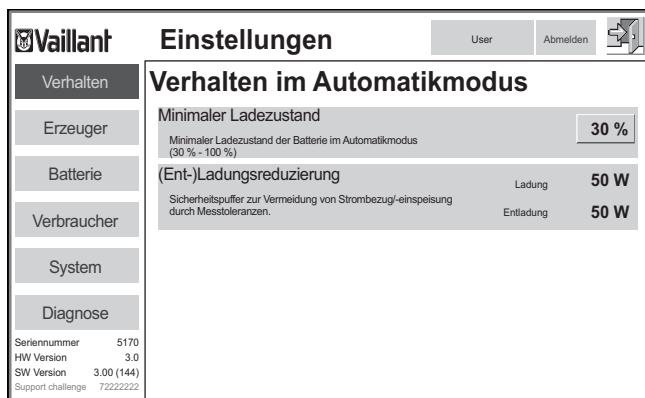 Vaillant
Einstellungen
User
Abmelden
Verhalten
Erzeuger
Batterie
Verbraucher
System
Diagnose
Seriennummer 5170
HW Version 3.0
SW Version 3.00 (144)
Support challenge 72222222
Verhalten im Automatikmodus
Minimaler Ladezustand
Minimaler Ladezustand der Batterie im Automatikmodus
(30 % - 100 %)
30 %
(Ent-)Ladungsreduzierung
Sicherheitspuffer zur Vermeidung von Strombezug/-einspeisung
durch Messtoleranzen.
Ladung 50 W
Entladung 50 W